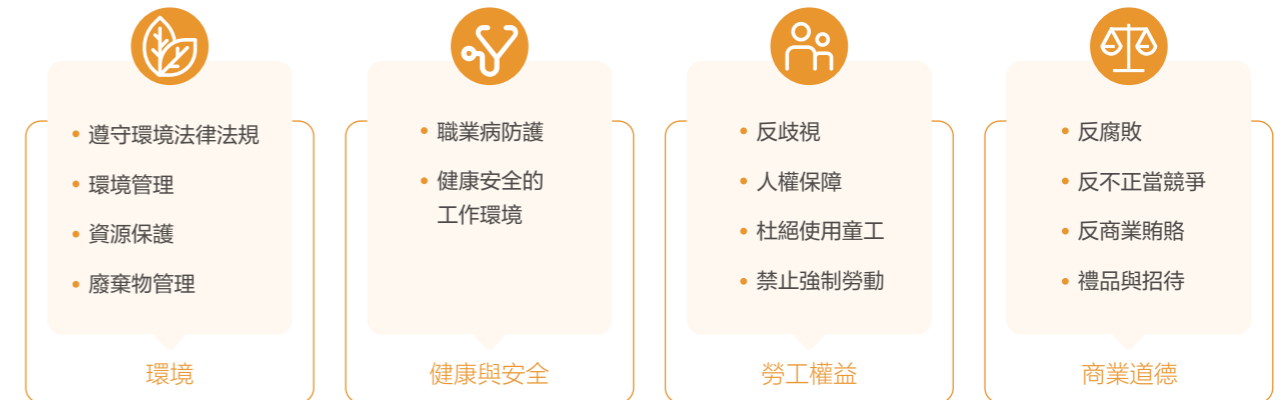 • 遵守環境法律法規
• 環境管理
• 資源保護
• 廢棄物管理
環境
• 職業病防護
• 健康安全的
工作環境
健康與安全
• 反歧視
• 人權保障
• 杜絕使用童工
• 禁止強制勞動
勞工權益
• 反腐敗
• 反不正當競爭
• 反商業賄賂
• 禮品與招待
商業道德